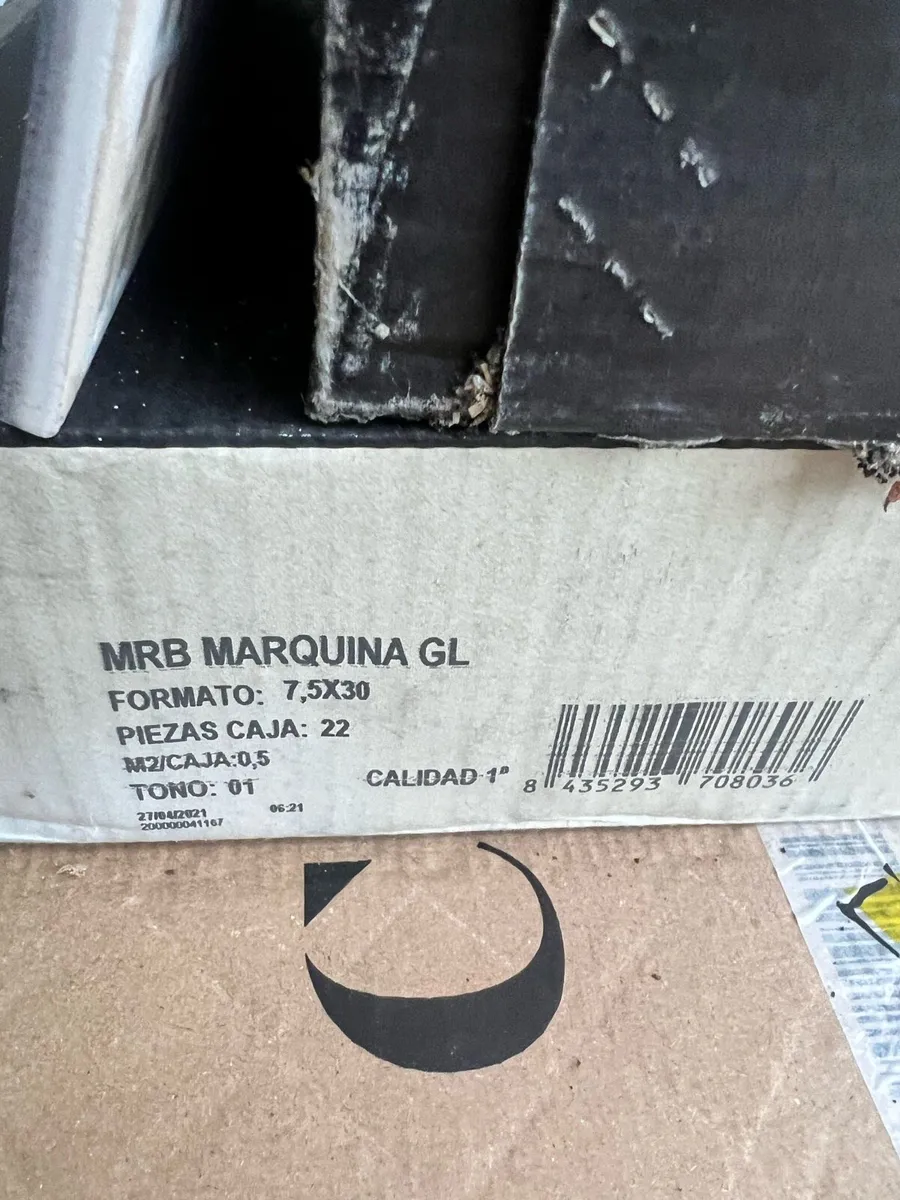 MRB MARQUINA GL
FORMATO: 7,5X30
PIEZAS CAJA: 22
M2/CAJA:0,5
TONO: 01
CALIDAD 1ª
27/04/2021 06:21
200000041167
8 435293 708036